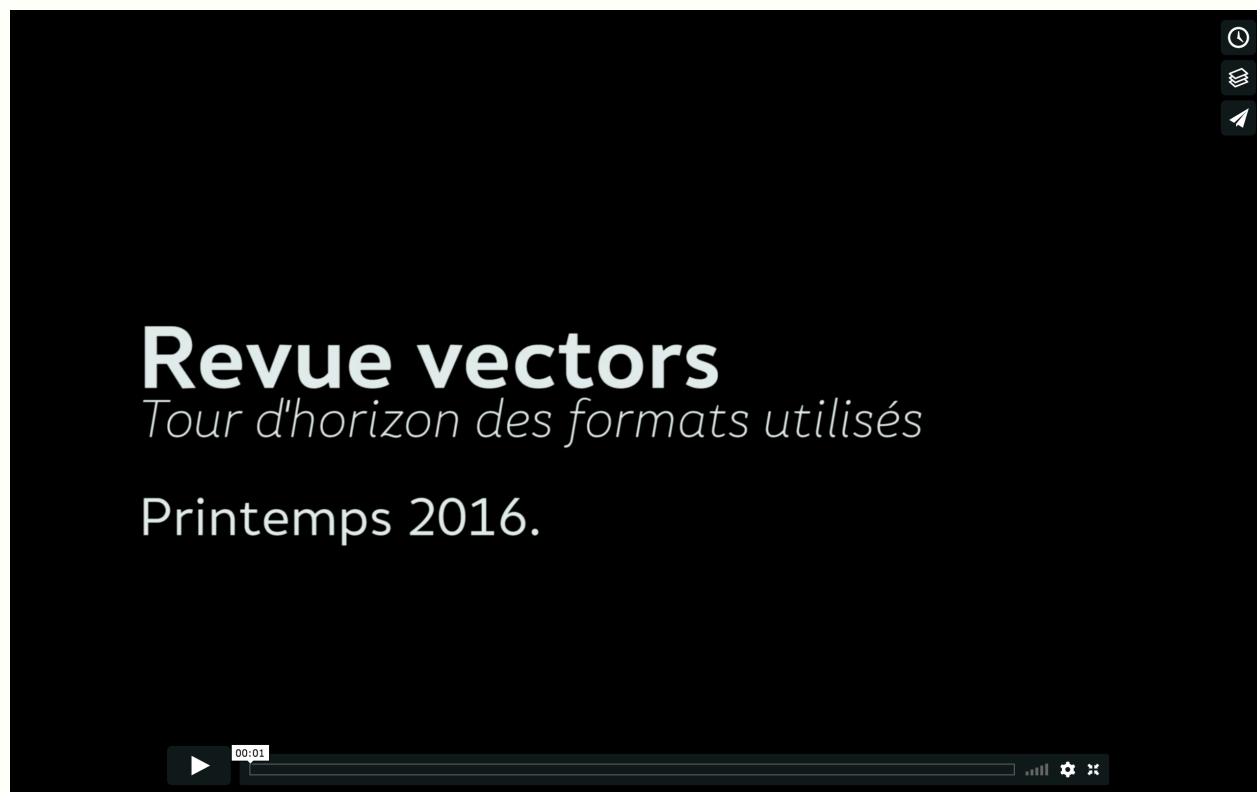 Revue vectors
Tour d'horizon des formats utilisés
Printemps 2016.
00:01